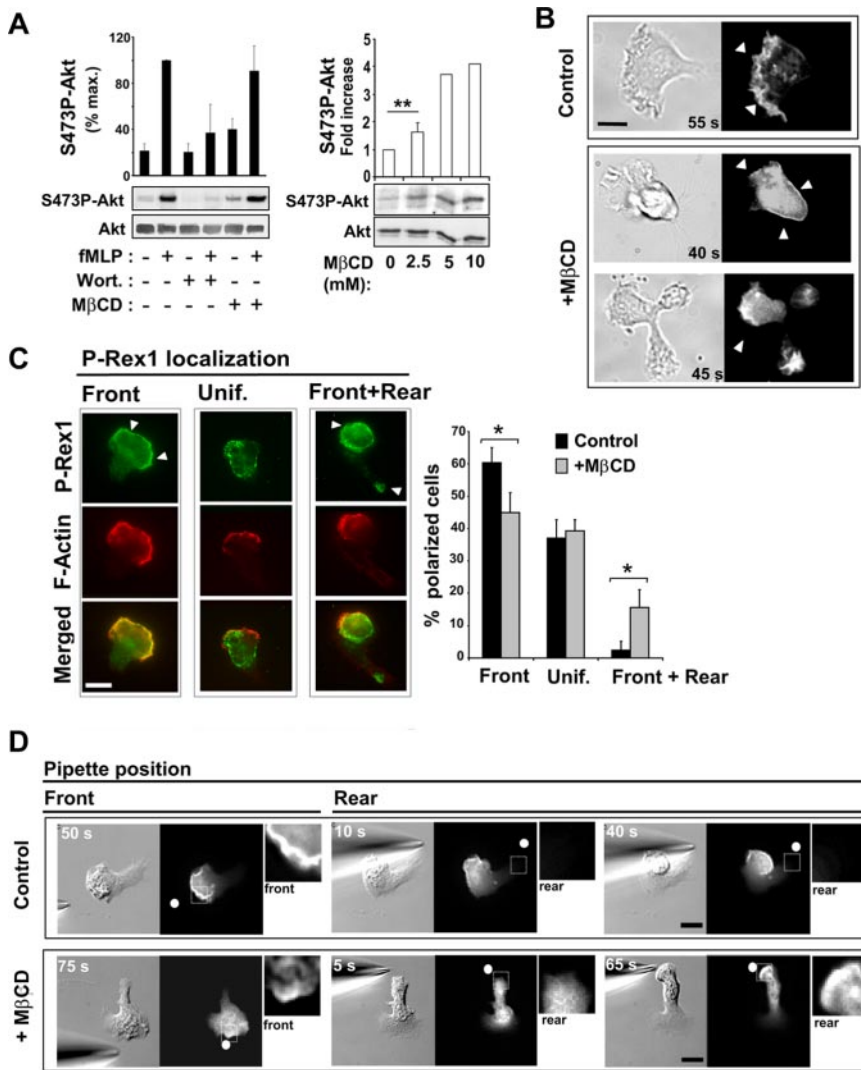 A
S473P-Akt
(% max.)
120
80
40
0
S473P-Akt
Akt
fMLP : - + - + - +
Wort. : - - + + - -
MβCD : - - - - + +
S473P-Akt
Fold increase
5
4
3
2
1
0
**
S473P-Akt
Akt
MβCD 0 2.5 5 10
(mM):
B
Control
55 s
+MβCD
40 s
45 s
C
P-Rex1 localization
Front Unif. Front+Rear
P-Rex1
F-Actin
Merged
% polarized cells
70
60
50
40
30
20
10
0
*
*
Control
+MβCD
Front Unif. Front + Rear
D
Pipette position
Front Rear
Control
50 s
front
10 s
rear
40 s
rear
+ MβCD
75 s
front
5 s
rear
65 s
rear